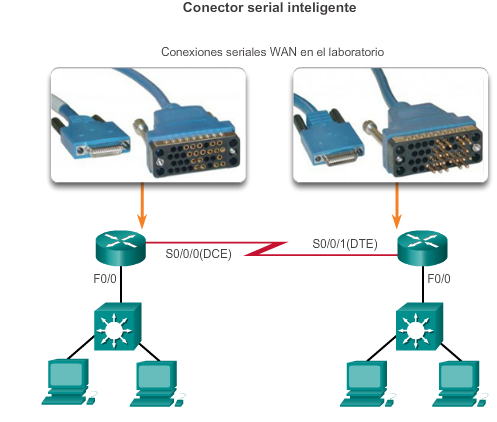 Conector serial inteligente
Conexiones seriales WAN en el laboratorio
S0/0/0(DCE)
S0/0/1(DTE)
F0/0
F0/0